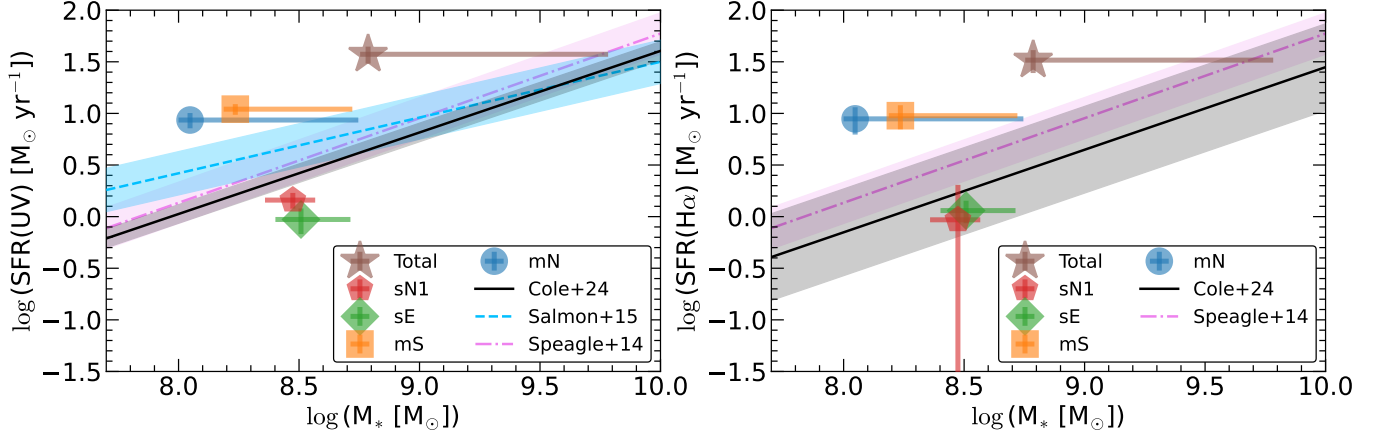 2.0
1.5
1.0
0.5
0.0
−0.5
−1.0
−1.5
log(SFR(UV) [M⊙ yr⁻¹])
8.0 8.5 9.0 9.5 10.0
log(M∗ [M⊙])
Total
sN1
sE
mS
mN
Cole+24
Salmon+15
Speagle+14
2.0
1.5
1.0
0.5
0.0
−0.5
−1.0
−1.5
log(SFR(Hα) [M⊙ yr⁻¹])
8.0 8.5 9.0 9.5 10.0
log(M∗ [M⊙])
Total
sN1
sE
mS
mN
Cole+24
Speagle+14